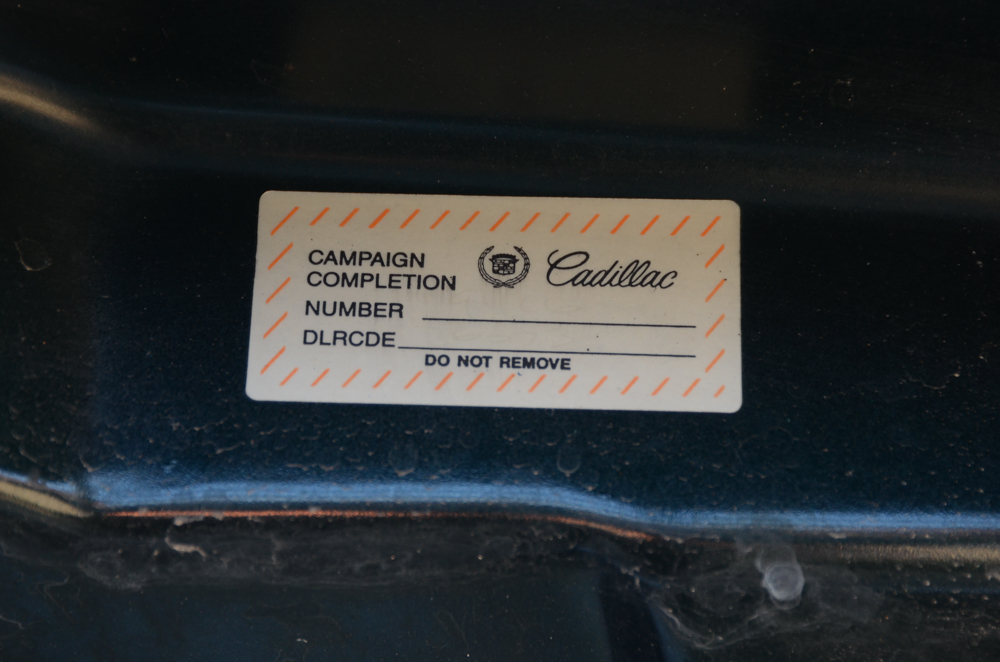 CAMPAIGN
COMPLETION
Cadillac
NUMBER
DLRCDE
DO NOT REMOVE